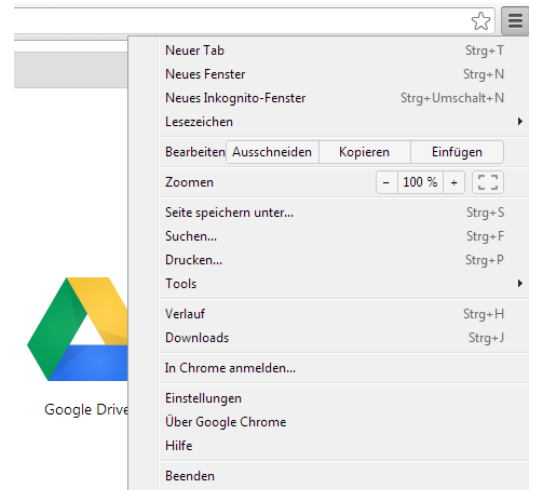 Neuer Tab Strg+T
Neues Fenster Strg+N
Neues Inkognito-Fenster Strg+Umschalt+N
Lesezeichen
Bearbeiten Ausschneiden Kopieren Einfügen
Zoomen - 100 % +
Seite speichern unter... Strg+S
Suchen... Strg+F
Drucken... Strg+P
Tools
Verlauf Strg+H
Downloads Strg+J
In Chrome anmelden...
Google Drive
Einstellungen
Über Google Chrome
Hilfe
Beenden